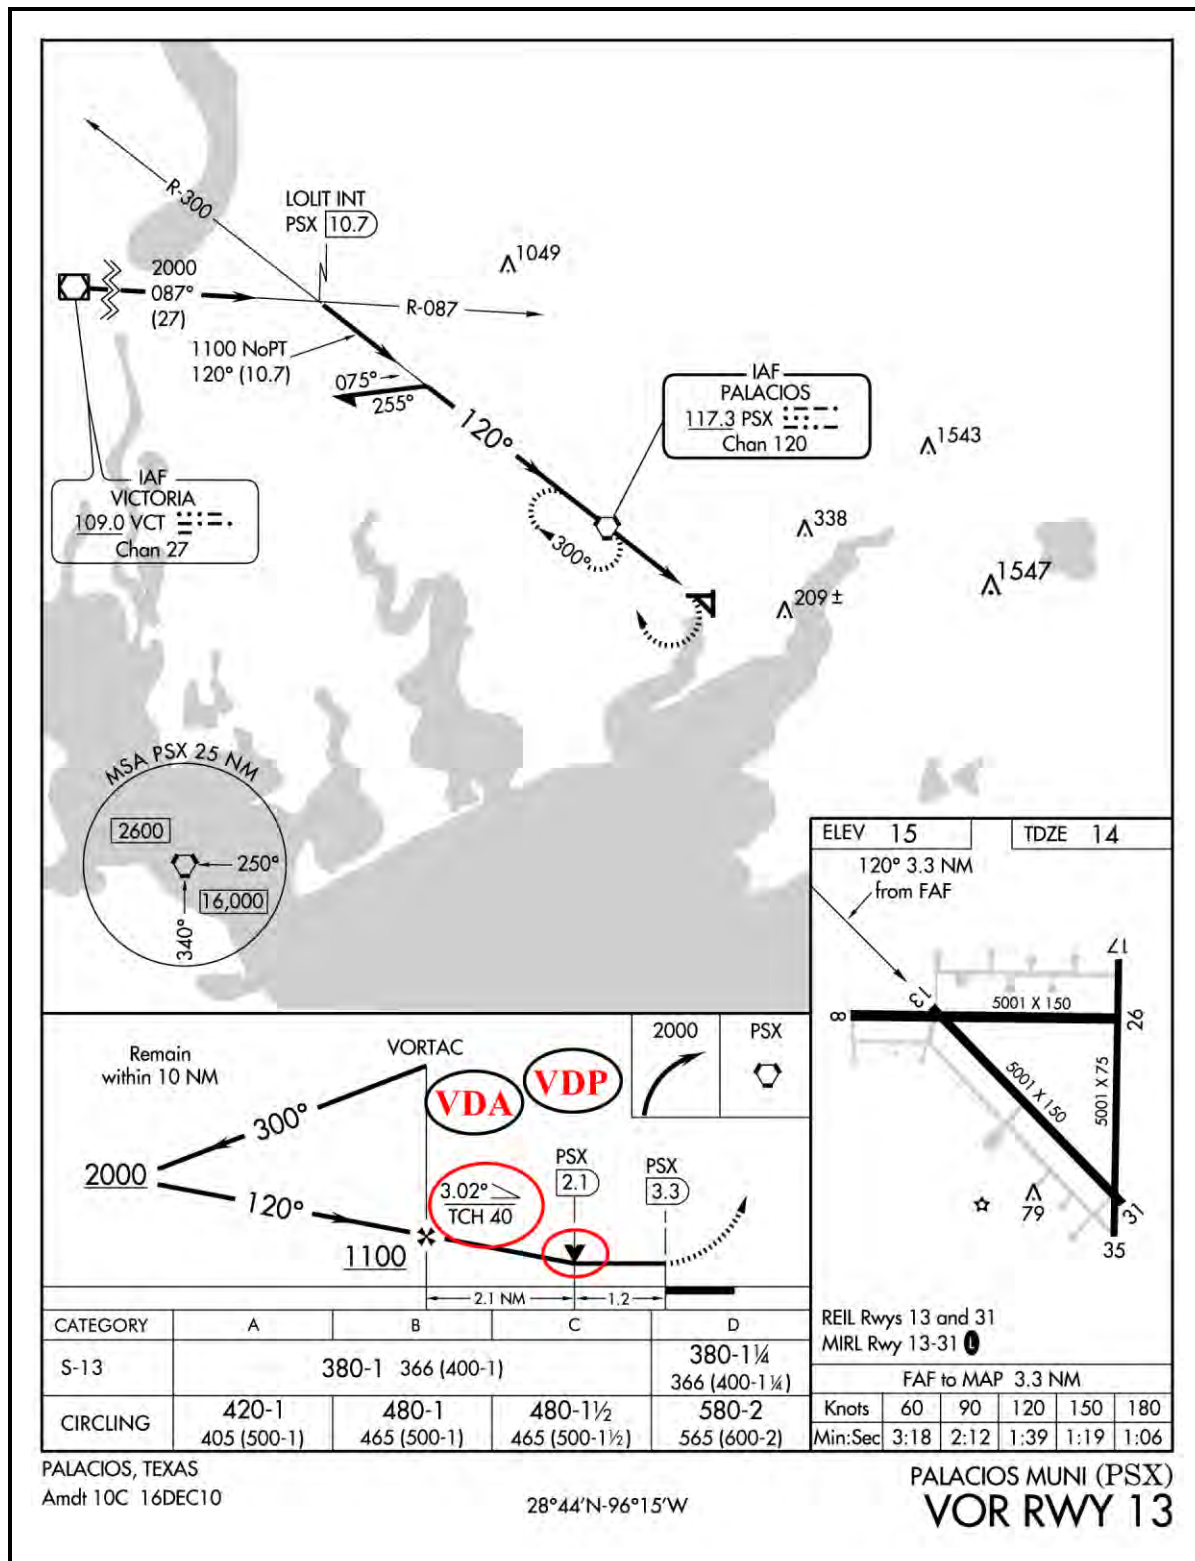 R-300
LOLIT INT
PSX 10.7
1049
2000
087°
(27)
R-087
1100 NoPT
120° (10.7)
075°
255°
120°
IAF
PALACIOS
117.3 PSX
Chan 120
1543
IAF
VICTORIA
109.0 VCT
Chan 27
300°
338
1547
209 ±
MSA PSX 25 NM
2600
250°
16,000
340°
ELEV 15
TDZE 14
120° 3.3 NM
from FAF
17
13
5001 X 150
8
26
5001 X 150
5001 X 75
79
31
35
REIL Rwys 13 and 31
MIRL Rwy 13-31 L
Remain
within 10 NM
VORTAC
VDA
VDP
2000
PSX
300°
2000
120°
1100
3.02°
TCH 40
PSX
2.1
PSX
3.3
2.1 NM
1.2
CATEGORY A B C D
S-13 380-1 366 (400-1) 380-1¼
366 (400-1¼)
CIRCLING 420-1 480-1 480-1½ 580-2
405 (500-1) 465 (500-1) 465 (500-1½) 565 (600-2)
FAF to MAP 3.3 NM
Knots 60 90 120 150 180
Min:Sec 3:18 2:12 1:39 1:19 1:06
PALACIOS, TEXAS
Amdt 10C 16DEC10
28°44'N-96°15'W
PALACIOS MUNI (PSX)
VOR RWY 13